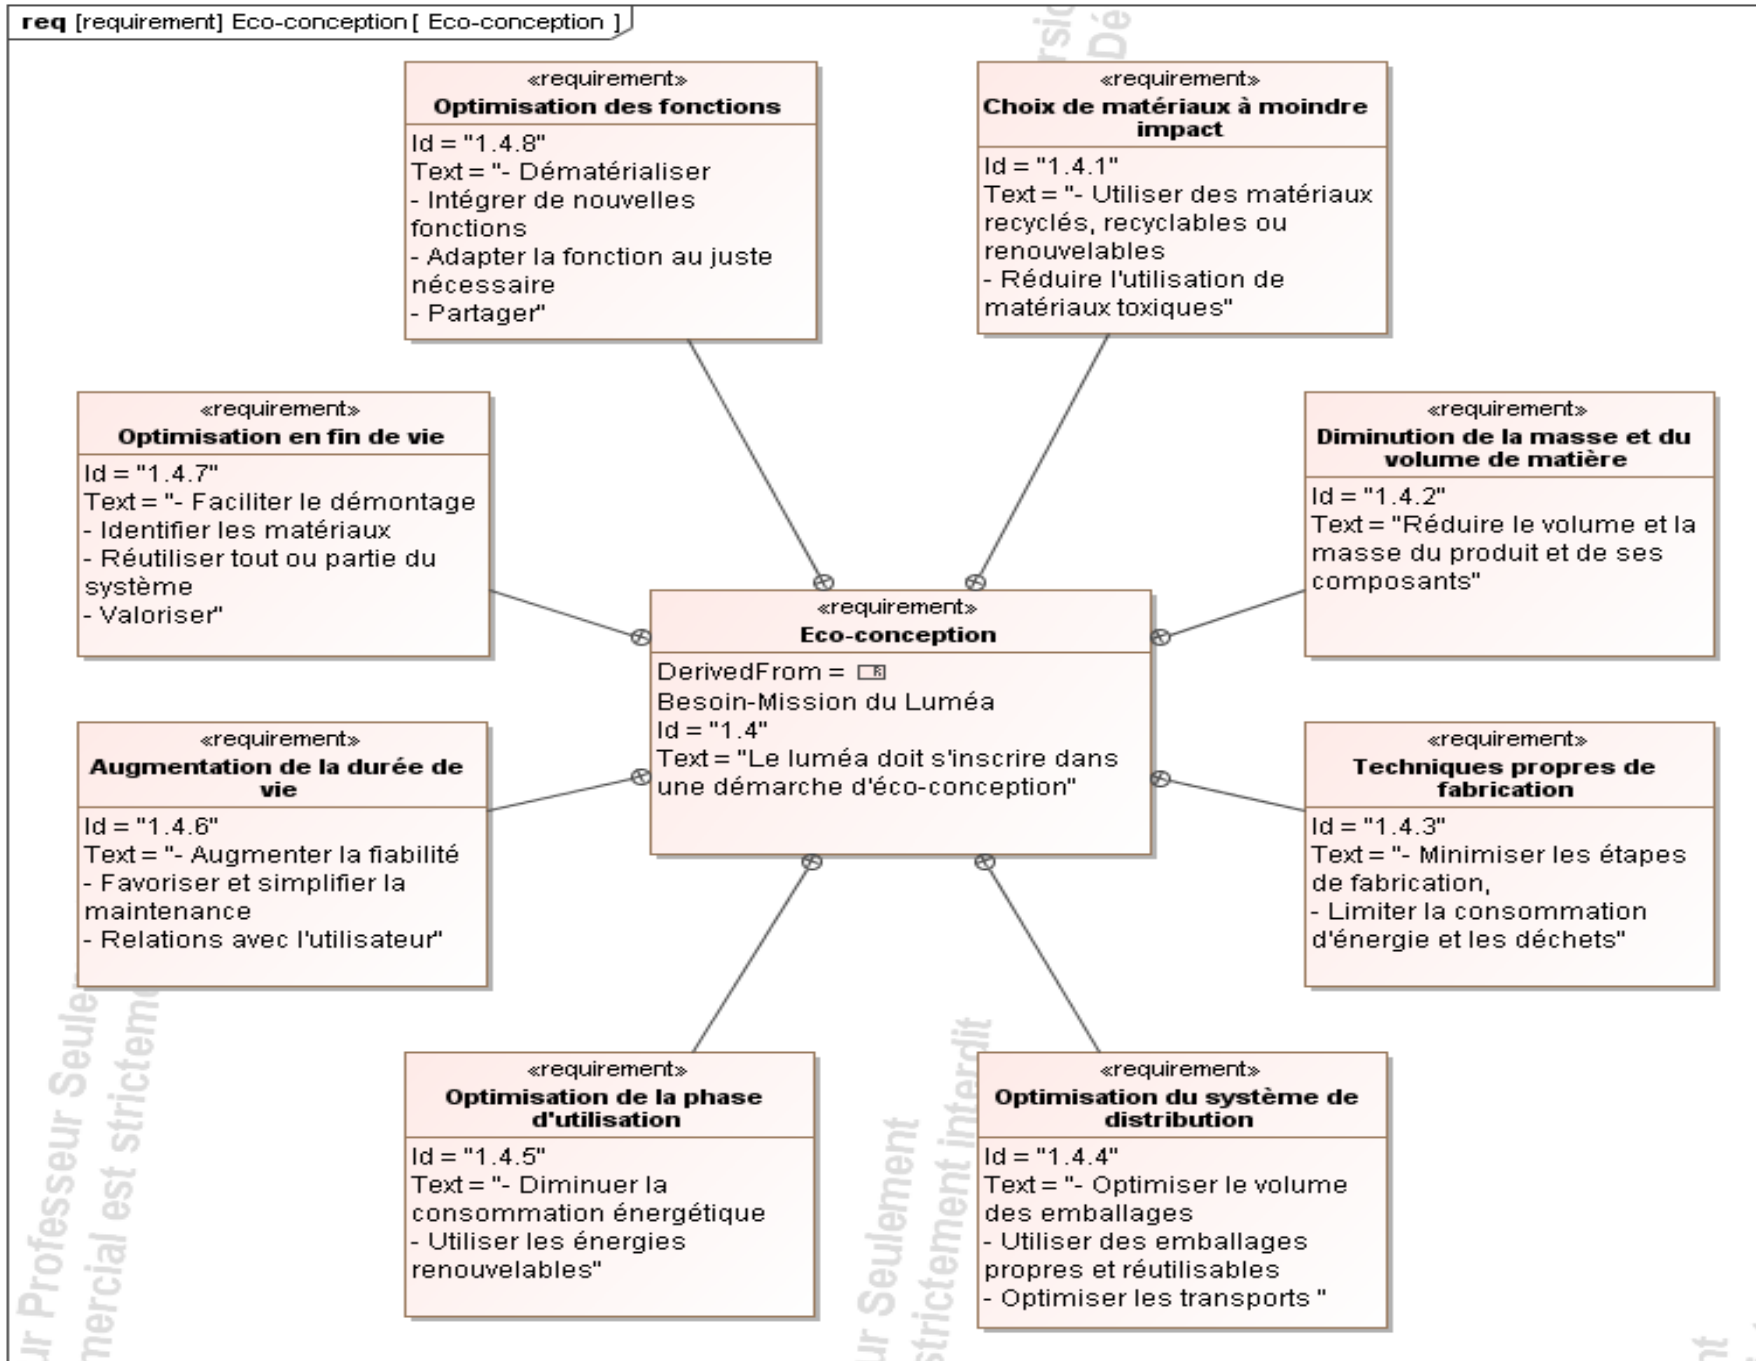 req [requirement] Eco-conception [ Eco-conception ]
«requirement»
Optimisation des fonctions
Id = "1.4.8"
Text = "- Dématérialiser
- Intégrer de nouvelles
fonctions
- Adapter la fonction au juste
nécessaire
- Partager"
«requirement»
Choix de matériaux à moindre
impact
Id = "1.4.1"
Text = "- Utiliser des matériaux
recyclés, recyclables ou
renouvelables
- Réduire l'utilisation de
matériaux toxiques"
«requirement»
Optimisation en fin de vie
Id = "1.4.7"
Text = "- Faciliter le démontage
- Identifier les matériaux
- Réutiliser tout ou partie du
système
- Valoriser"
«requirement»
Diminution de la masse et du
volume de matière
Id = "1.4.2"
Text = "Réduire le volume et la
masse du produit et de ses
composants"
«requirement»
Eco-conception
DerivedFrom =
Besoin-Mission du Luméa
Id = "1.4"
Text = "Le luméa doit s'inscrire dans
une démarche d'éco-conception"
«requirement»
Augmentation de la durée de
vie
Id = "1.4.6"
Text = "- Augmenter la fiabilité
- Favoriser et simplifier la
maintenance
- Relations avec l'utilisateur"
«requirement»
Techniques propres de
fabrication
Id = "1.4.3"
Text = "- Minimiser les étapes
de fabrication,
- Limiter la consommation
d'énergie et les déchets"
«requirement»
Optimisation de la phase
d'utilisation
Id = "1.4.5"
Text = "- Diminuer la
consommation énergétique
- Utiliser les énergies
renouvelables"
«requirement»
Optimisation du système de
distribution
Id = "1.4.4"
Text = "- Optimiser le volume
des emballages
- Utiliser des emballages
propres et réutilisables
- Optimiser les transports "
ur Professeur Seule
mercial est stricteme
ur Seulement
strictement interdit